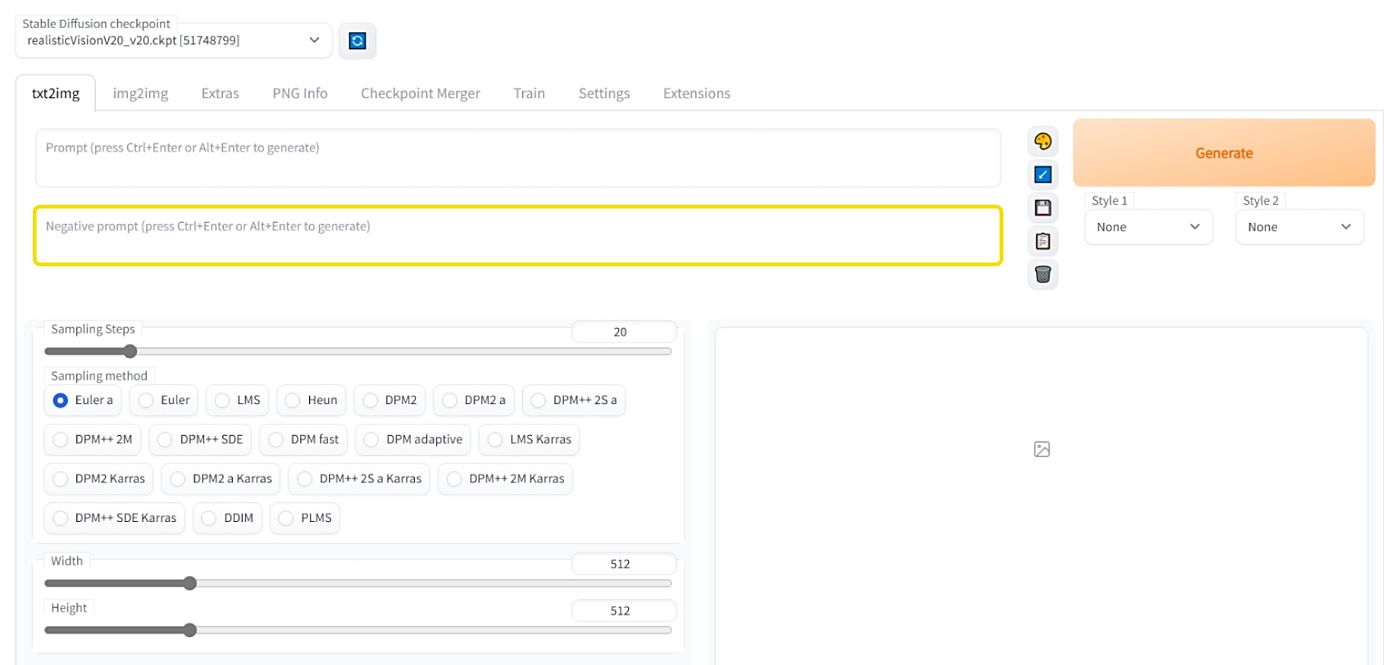 Stable Diffusion checkpoint
realisticVisionV20_v20.ckpt [51748799]
txt2img img2img Extras PNG Info Checkpoint Merger Train Settings Extensions
Prompt (press Ctrl+Enter or Alt+Enter to generate)
Generate
Negative prompt (press Ctrl+Enter or Alt+Enter to generate)
Style 1 Style 2
None None
Sampling Steps 20
Sampling method
Euler a Euler LMS Heun DPM2 DPM2 a DPM++ 2S a
DPM++ 2M DPM++ SDE DPM fast DPM adaptive LMS Karras
DPM2 Karras DPM2 a Karras DPM++ 2S a Karras DPM++ 2M Karras
DPM++ SDE Karras DDIM PLMS
Width 512
Height 512